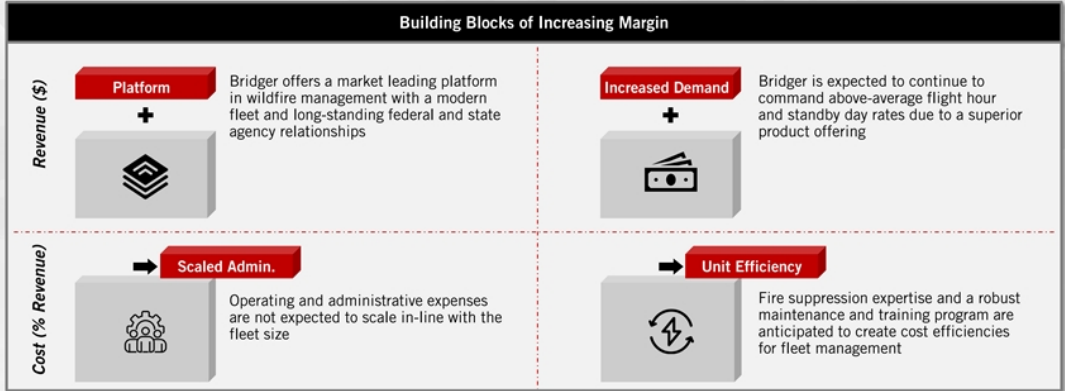 Building Blocks of Increasing Margin
Revenue ($)
Platform
+
Bridger offers a market leading platform
in wildfire management with a modern
fleet and long-standing federal and state
agency relationships
Increased Demand
+
Bridger is expected to continue to
command above-average flight hour
and standby day rates due to a superior
product offering
Cost (% Revenue)
Scaled Admin.
Operating and administrative expenses
are not expected to scale in-line with the
fleet size
Unit Efficiency
Fire suppression expertise and a robust
maintenance and training program are
anticipated to create cost efficiencies
for fleet management